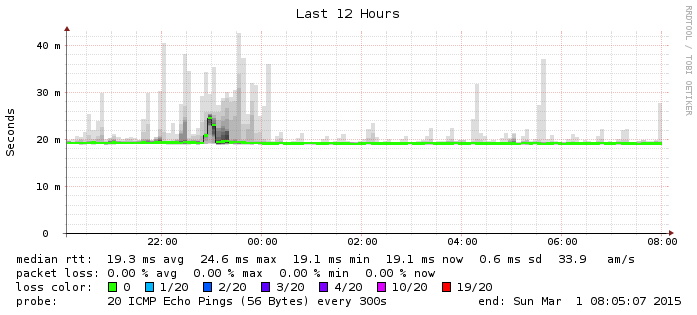 Last 12 Hours
RRDTOOL / TOBI OETIKER
Seconds
40 m
30 m
20 m
10 m
0
22:00 00:00 02:00 04:00 06:00 08:00
median rtt: 19.3 ms avg 24.6 ms max 19.1 ms min 19.1 ms now 0.6 ms sd 33.9 am/s
packet loss: 0.00 % avg 0.00 % max 0.00 % min 0.00 % now
loss color: 0 1/20 2/20 3/20 4/20 10/20 19/20
probe: 20 ICMP Echo Pings (56 Bytes) every 300s end: Sun Mar 1 08:05:07 2015